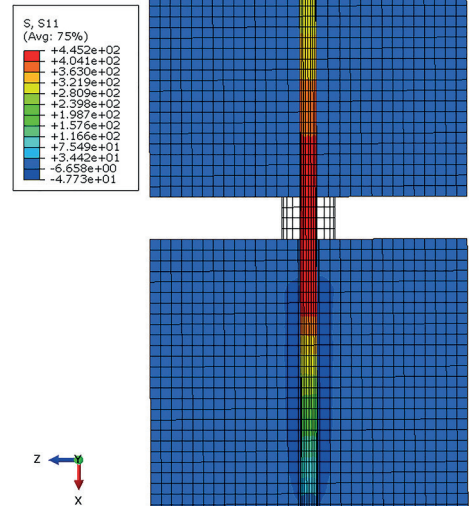 S, S11
(Avg: 75%)
+4.452e+02
+4.041e+02
+3.630e+02
+3.219e+02
+2.809e+02
+2.398e+02
+1.987e+02
+1.576e+02
+1.166e+02
+7.549e+01
+3.442e+01
-6.658e+00
-4.773e+01
Z
Y
X